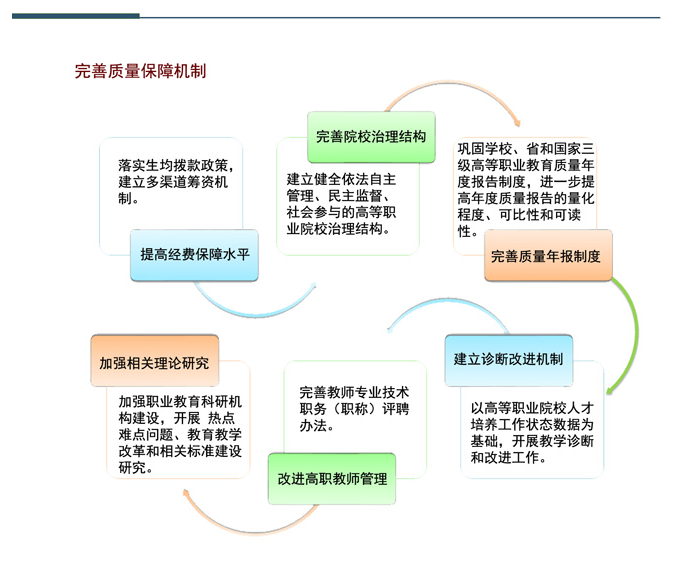 完善质量保障机制
落实生均拨款政策，
建立多渠道筹资机
制。
提高经费保障水平
完善院校治理结构
建立健全依法自主
管理、民主监督、
社会参与的高等职
业院校治理结构。
巩固学校、省和国家三
级高等职业教育质量年
度报告制度，进一步提
高年度质量报告的量化
程度、可比性和可读
性。
完善质量年报制度
建立诊断改进机制
以高等职业院校人才
培养工作状态数据为
基础，开展教学诊断
和改进工作。
完善教师专业技术
职务（职称）评聘
办法。
改进高职教师管理
加强相关理论研究
加强职业教育科研机
构建设，开展 热点
难点问题、教育教学
改革和相关标准建设
研究。